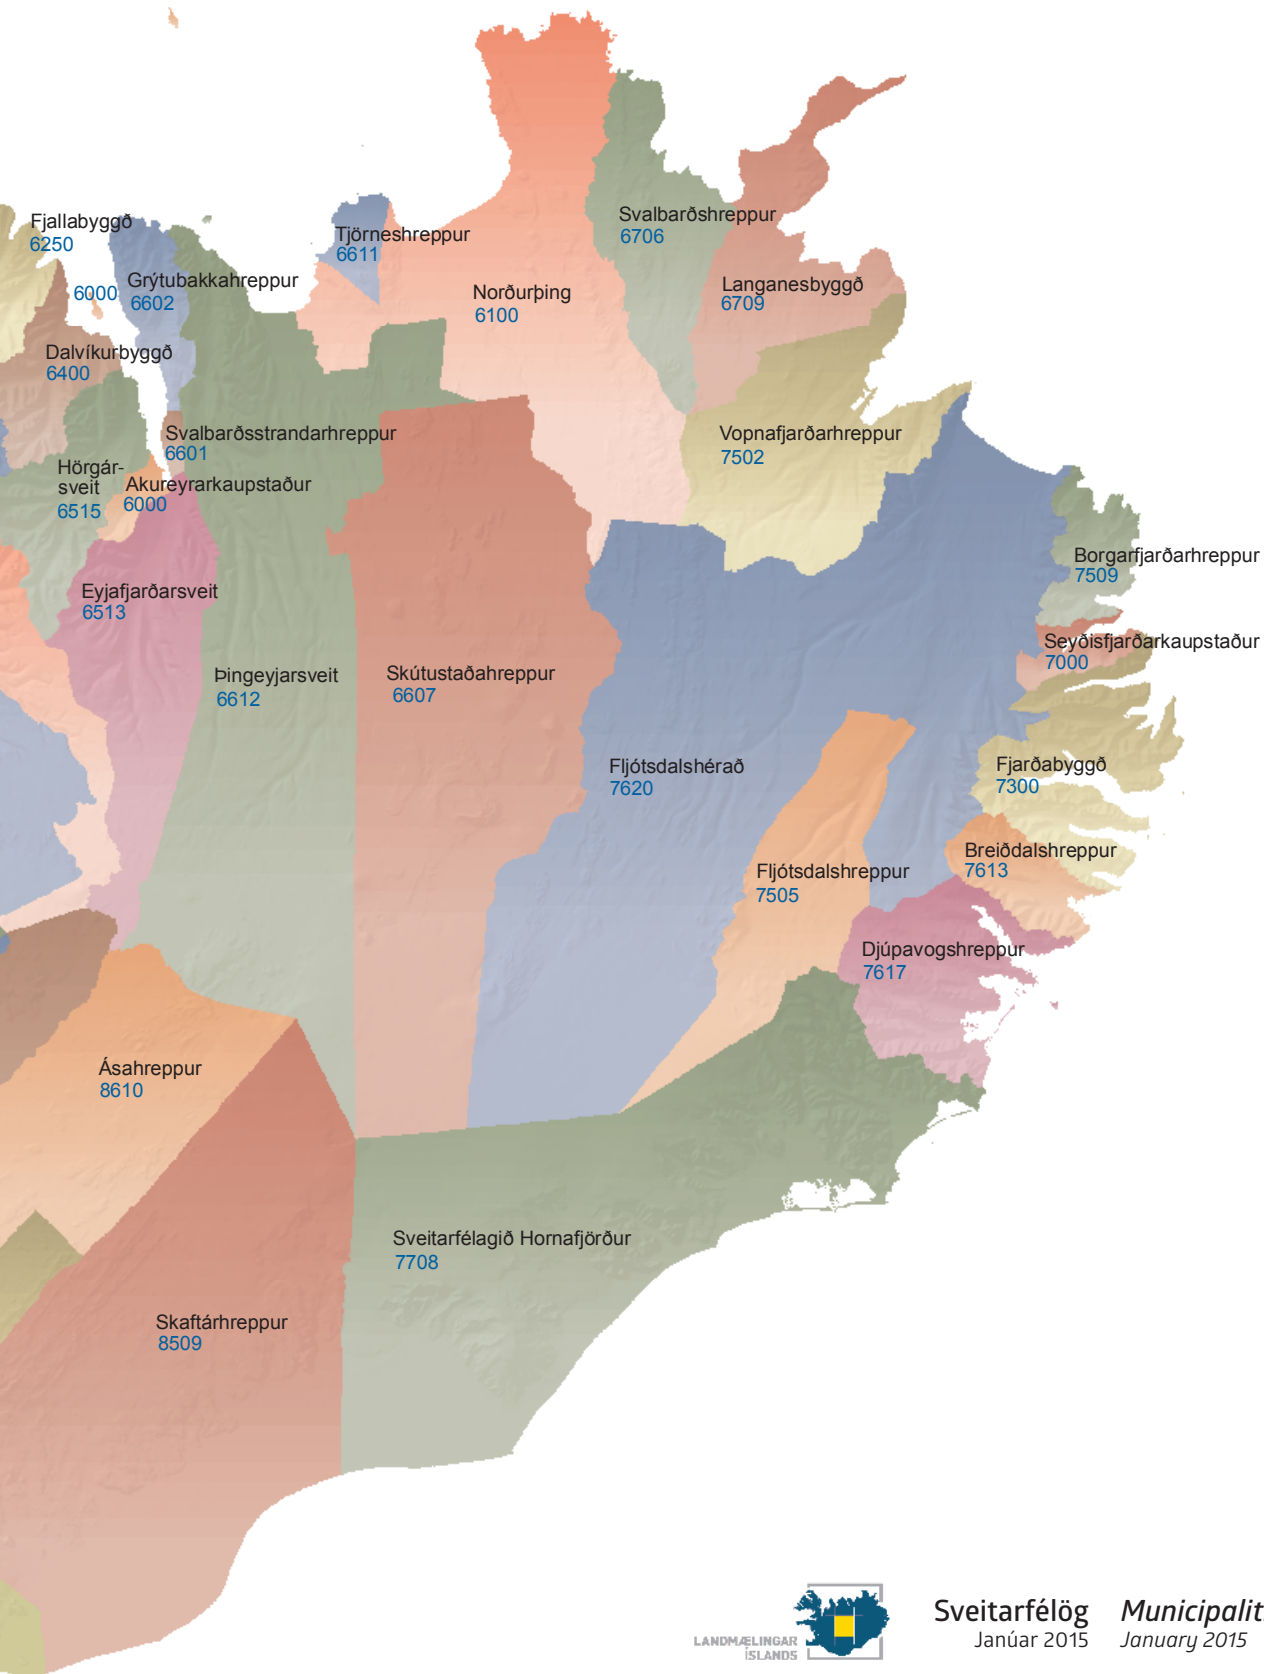 Fjallabyggð
6250
6000
Grýtubakkahreppur
6602
Tjörneshreppur
6611
Norðurþing
6100
Svalbarðshreppur
6706
Langanesbyggð
6709
Dalvíkurbyggð
6400
Svalbarðsstrandarhreppur
6601
Hörgár-
sveit
6515
Akureyrarkaupstaður
6000
Vopnafjarðarhreppur
7502
Borgarfjarðarhreppur
7509
Eyjafjarðarsveit
6513
Seyðisfjarðarkaupstaður
7000
Þingeyjarsveit
6612
Skútustaðahreppur
6607
Fljótsdalshérað
7620
Fjarðabyggð
7300
Breiðdalshreppur
7613
Fljótsdalshreppur
7505
Djúpavogshreppur
7617
Ásahreppur
8610
Sveitarfélagið Hornafjörður
7708
Skaftárhreppur
8509
LANDMÆLINGAR
ÍSLANDS
Sveitarfélög
Janúar 2015
Municipalit
January 2015